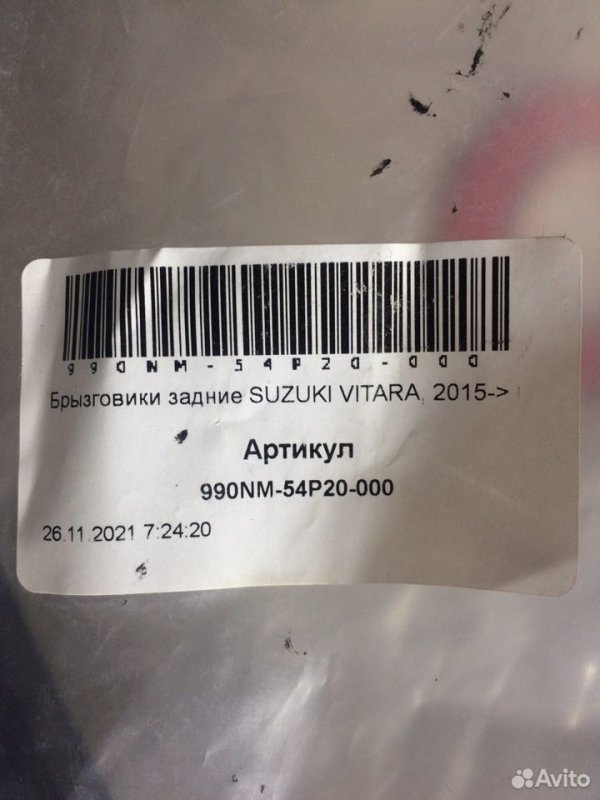 990NM-54P20-000
Брызговики задние SUZUKI VITARA, 2015->
Артикул
990NM-54P20-000
26.11.2021 7:24:20
Avito